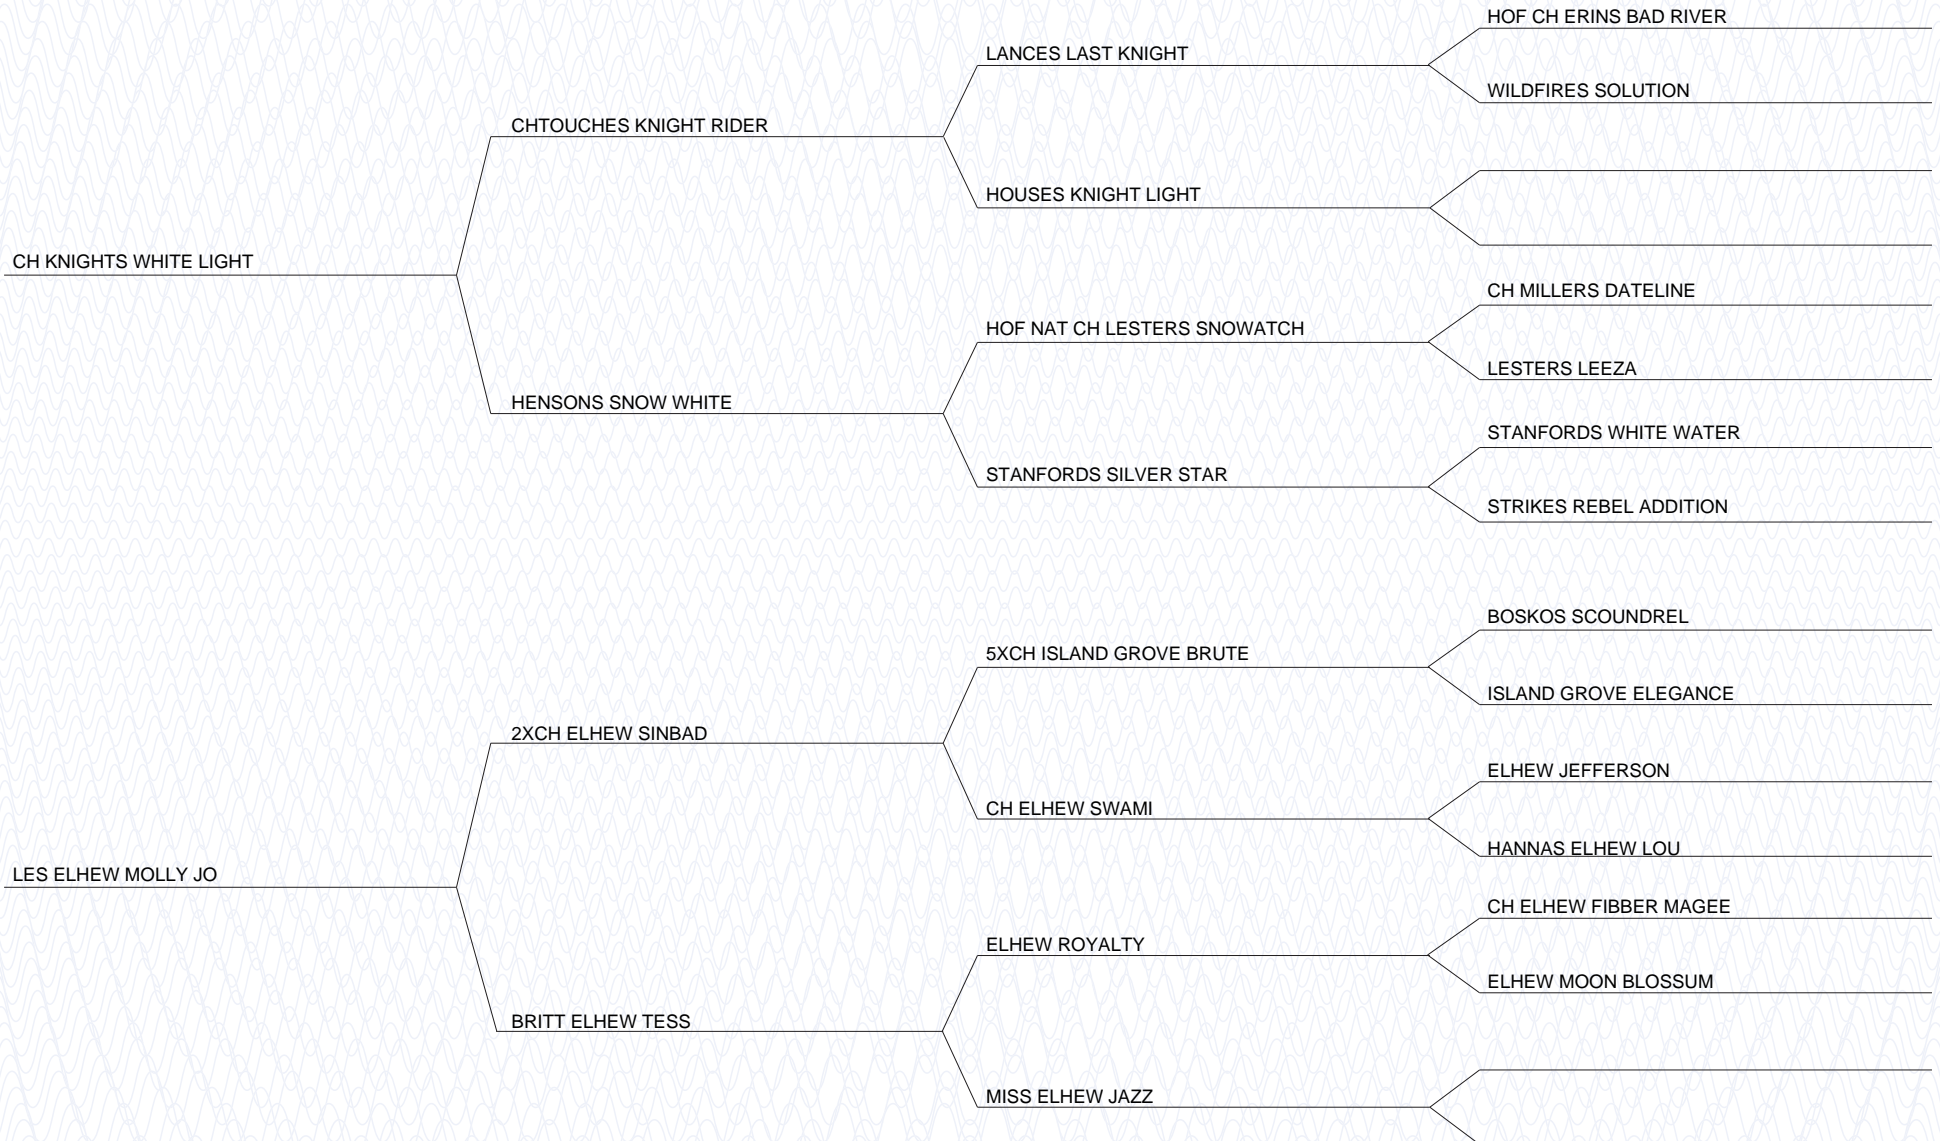 HOF CH ERINS BAD RIVER
LANCES LAST KNIGHT
WILDFIRES SOLUTION
CHTOUCHES KNIGHT RIDER
HOUSES KNIGHT LIGHT
CH KNIGHTS WHITE LIGHT
CH MILLERS DATELINE
HOF NAT CH LESTERS SNOWATCH
LESTERS LEEZA
HENSONS SNOW WHITE
STANFORDS WHITE WATER
STANFORDS SILVER STAR
STRIKES REBEL ADDITION
BOSKOS SCOUNDREL
5XCH ISLAND GROVE BRUTE
ISLAND GROVE ELEGANCE
2XCH ELHEW SINBAD
ELHEW JEFFERSON
CH ELHEW SWAMI
HANNAS ELHEW LOU
LES ELHEW MOLLY JO
CH ELHEW FIBBER MAGEE
ELHEW ROYALTY
ELHEW MOON BLOSSUM
BRITT ELHEW TESS
MISS ELHEW JAZZ